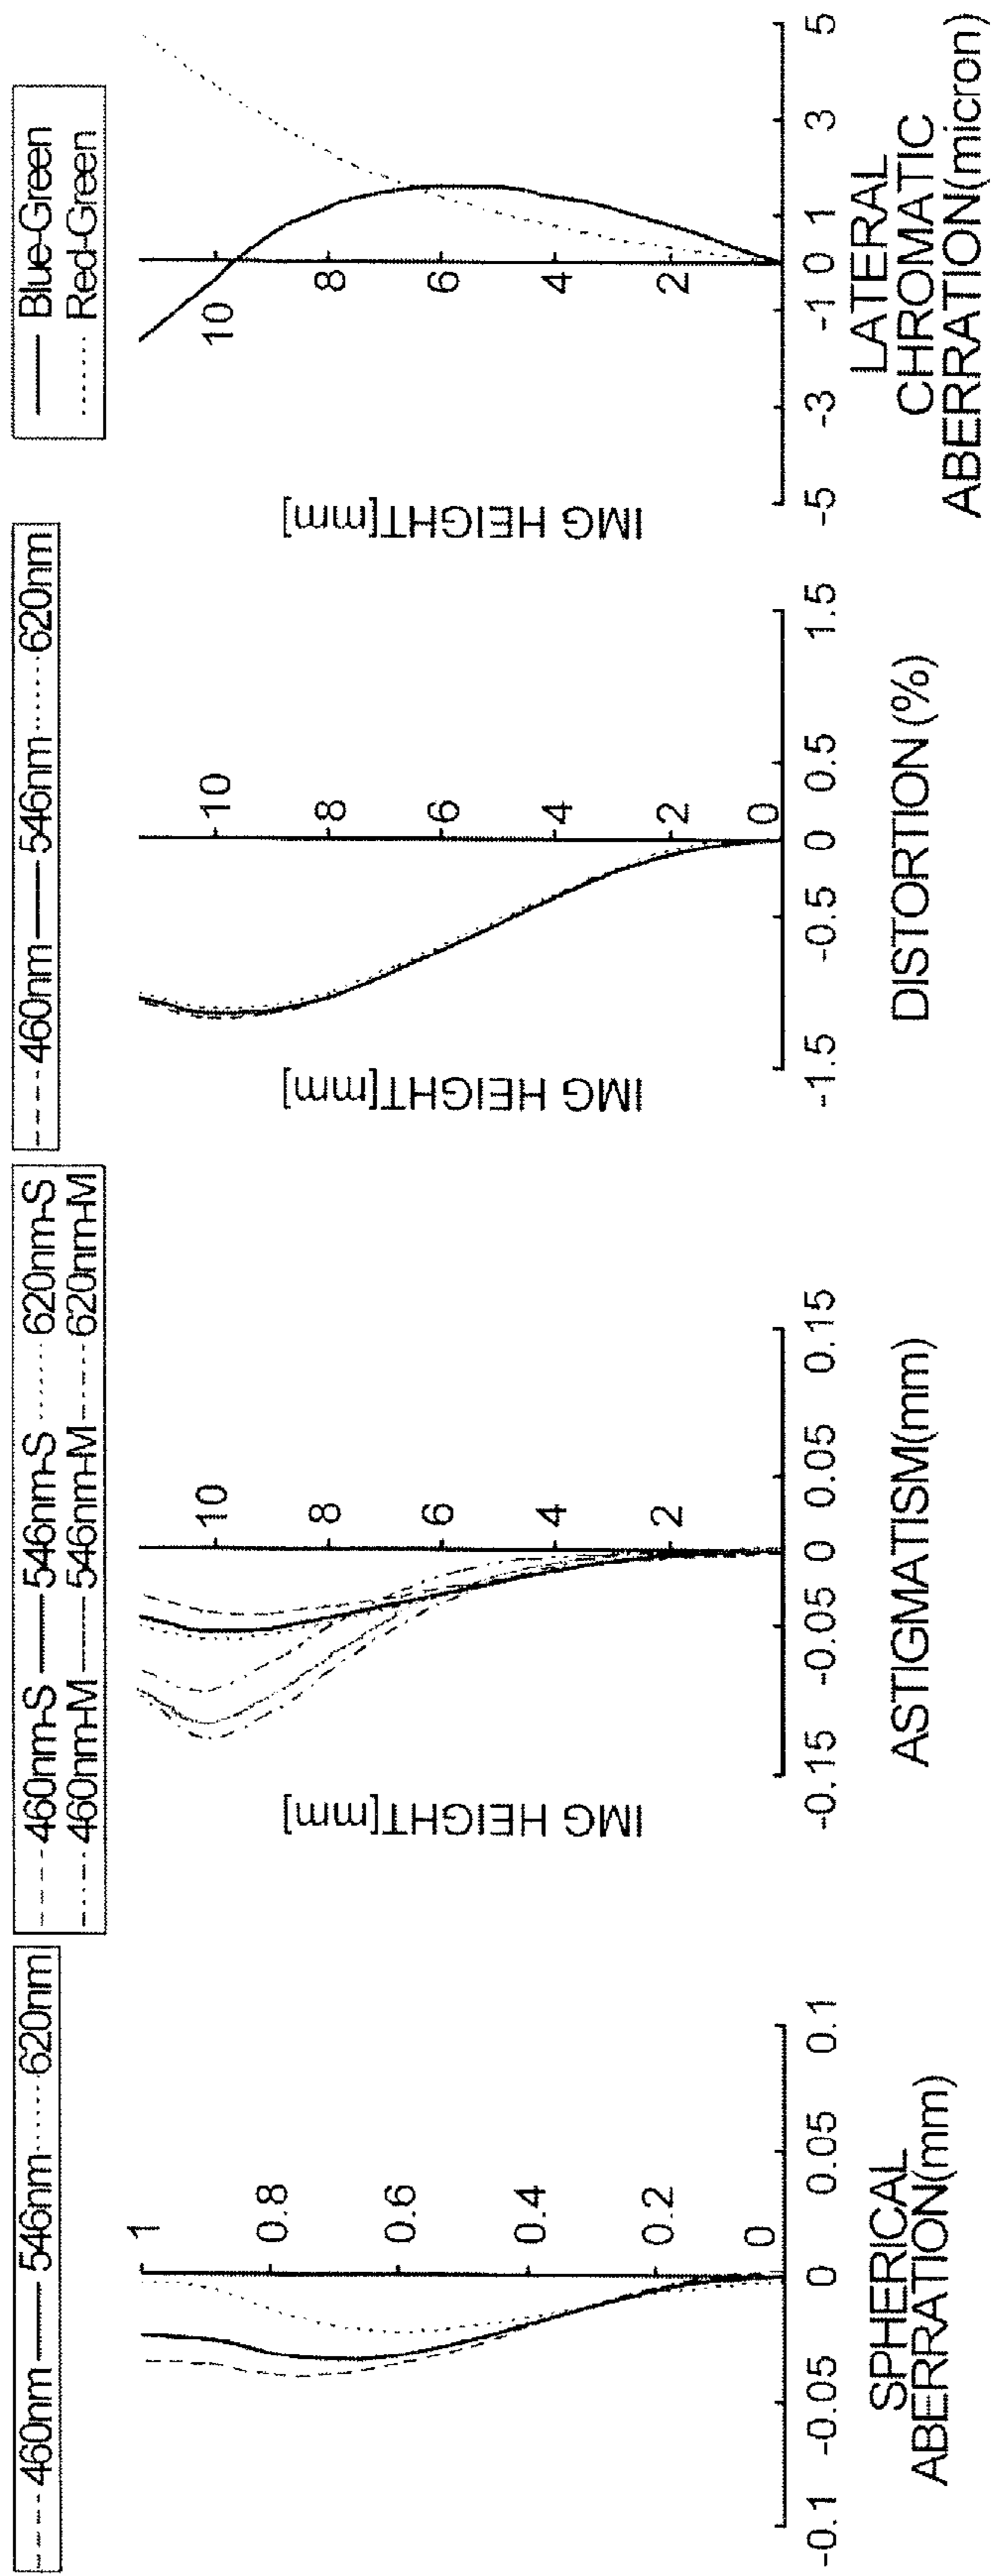 --- 460nm — 546nm ····· 620nm
1
0.8
0.6
0.4
0.2
0
-0.1 -0.05 0 0.05 0.1
SPHERICAL
ABERRATION(mm)
460nm-S 546nm-S 620nm-S
460nm-M 546nm-M 620nm-M
IMG HEIGHT[mm]
10
8
6
4
2
-0.15 -0.05 0 0.05 0.15
ASTIGMATISM(mm)
460nm 546nm 620nm
IMG HEIGHT[mm]
10
8
6
4
2
0
-1.5 -0.5 0 0.5 1.5
DISTORTION (%)
Blue-Green
Red-Green
IMG HEIGHT[mm]
10
8
6
4
2
-5 -3 -1 0 1 3 5
LATERAL
CHROMATIC
ABERRATION(micron)